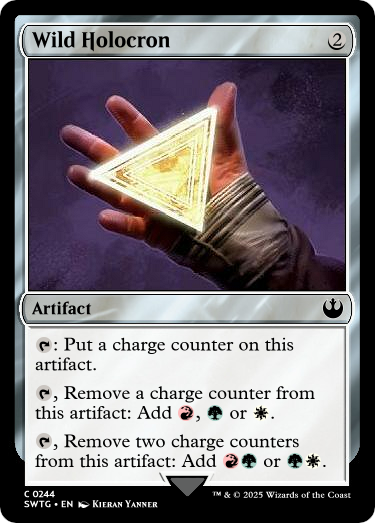 Wild Holocron 2
Artifact
: Put a charge counter on this
artifact.
, Remove a charge counter from
this artifact: Add , or .
, Remove two charge counters
from this artifact: Add or .
C 0244
SWTG • EN Kieran Yanner
™ & © 2025 Wizards of the Coast